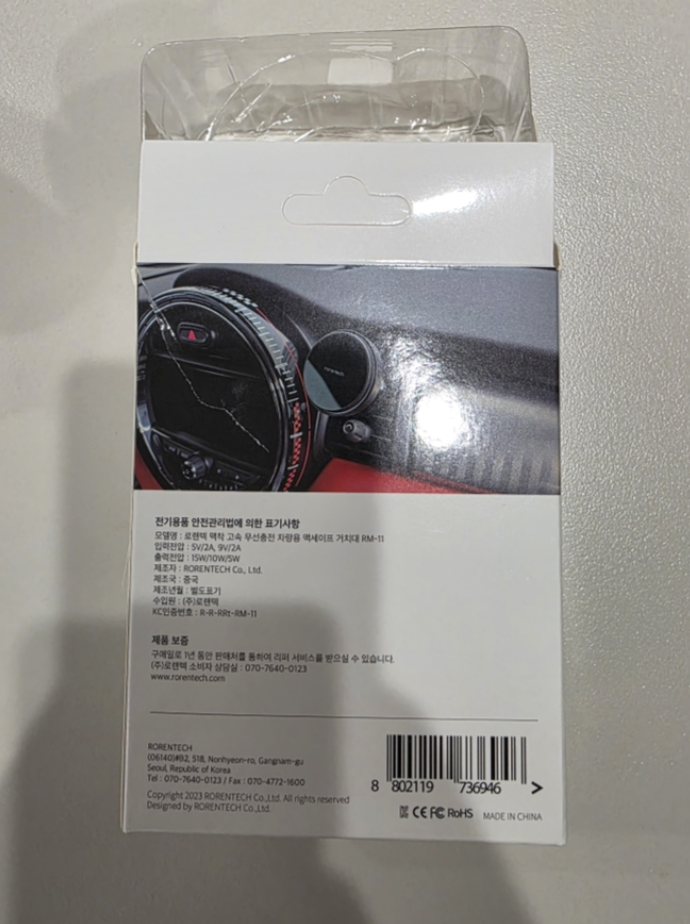 전기용품 안전관리법에 의한 표기사항
모델명 : 로랜텍 맥착 고속 무선충전 차량용 맥세이프 거치대 RM-11
입력전압 : 5V/2A, 9V/2A
출력전압 : 15W/10W/5W
제조자 : RORENTECH Co., Ltd.
제조국 : 중국
제조년월 : 별도표기
수입원 : (주)로랜텍
KC인증번호 : R-R-RRt-RM-11
제품 보증
구매일로 1년 동안 판매처를 통하여 리퍼 서비스를 받으실 수 있습니다.
(주)로랜텍 소비자 상담실 : 070-7640-0123
www.rorentech.com
RORENTECH
(06140)#B2, 518, Nonhyeon-ro, Gangnam-gu
Seoul, Republic of Korea
Tel : 070-7640-0123 / Fax : 070-4772-1600
Copyright 2023 RORENTECH Co.,Ltd. All rights reserved
Designed by RORENTECH Co.,Ltd.
8 802119 736946 >
CE FC RoHS MADE IN CHINA